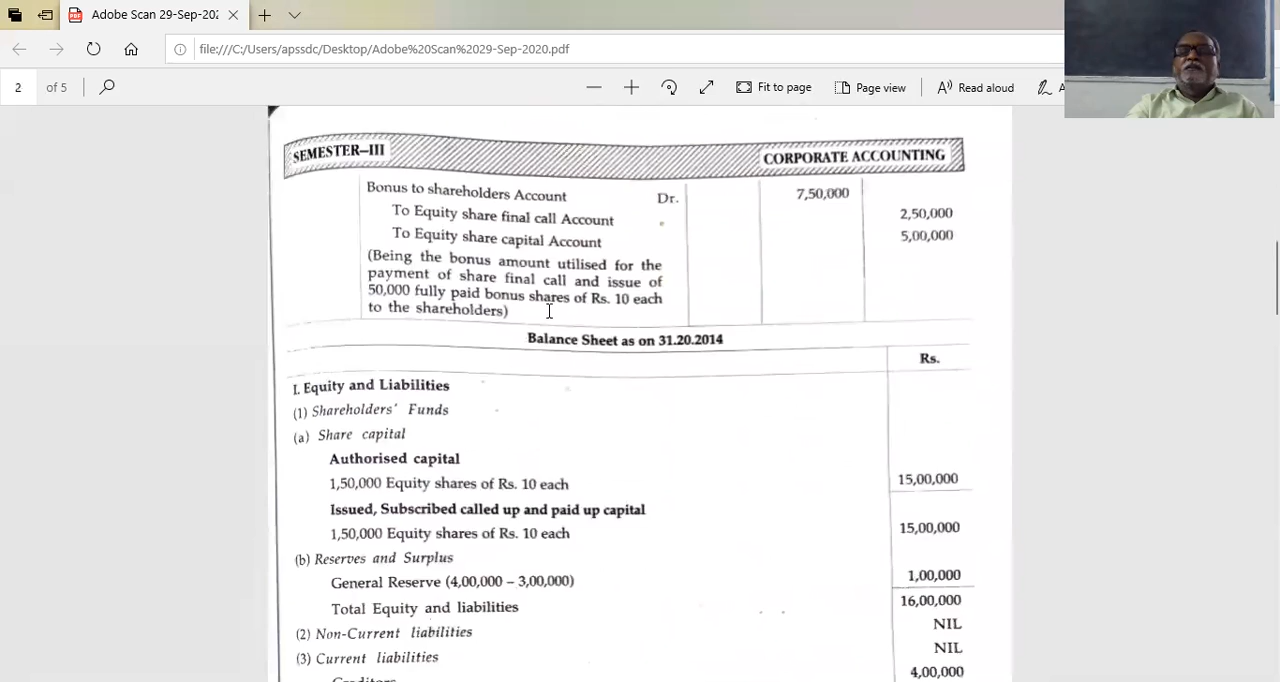 Adobe Scan 29-Sep-202
file:///C:/Users/apssdc/Desktop/Adobe%20Scan%2029-Sep-2020.pdf
2 of 5 Fit to page Page view Read aloud
SEMESTER–III CORPORATE ACCOUNTING
Bonus to shareholders Account Dr. 7,50,000
To Equity share final call Account 2,50,000
To Equity share capital Account 5,00,000
(Being the bonus amount utilised for the
payment of share final call and issue of
50,000 fully paid bonus shares of Rs. 10 each
to the shareholders)
Balance Sheet as on 31.20.2014
Rs.
I. Equity and Liabilities
(1) Shareholders' Funds
(a) Share capital
Authorised capital
1,50,000 Equity shares of Rs. 10 each 15,00,000
Issued, Subscribed called up and paid up capital
1,50,000 Equity shares of Rs. 10 each 15,00,000
(b) Reserves and Surplus
General Reserve (4,00,000 – 3,00,000) 1,00,000
Total Equity and liabilities 16,00,000
(2) Non-Current liabilities NIL
(3) Current liabilities NIL
4,00,000